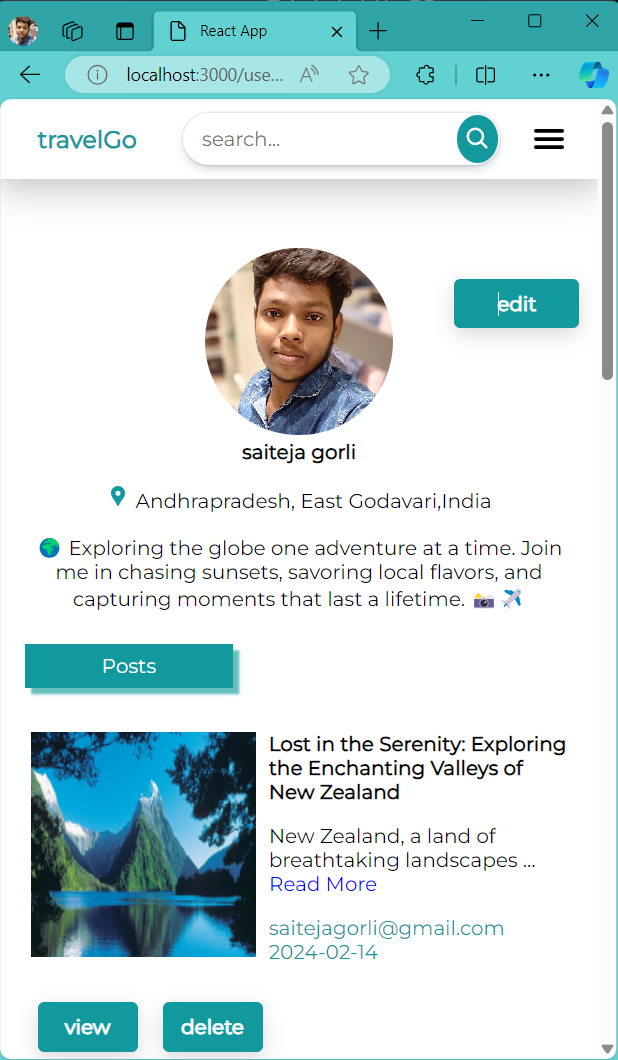 React App
localhost:3000/use...
travelGo
search...
edit
saiteja gorli
Andhrapradesh, East Godavari,India
🌍 Exploring the globe one adventure at a time. Join
me in chasing sunsets, savoring local flavors, and
capturing moments that last a lifetime. 📸 ✈️
Posts
Lost in the Serenity: Exploring
the Enchanting Valleys of
New Zealand
New Zealand, a land of
breathtaking landscapes ...
Read More
saitejagorli@gmail.com
2024-02-14
view delete